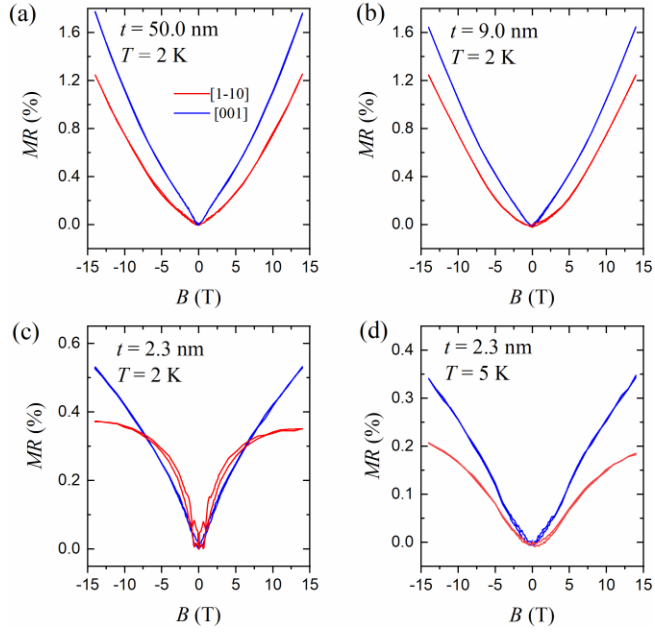 (a)
t = 50.0 nm
T = 2 K
[1-10]
[001]
MR (%)
1.6
1.2
0.8
0.4
0.0
-15 -10 -5 0 5 10 15
B (T)
(b)
t = 9.0 nm
T = 2 K
MR (%)
1.6
1.2
0.8
0.4
0.0
-15 -10 -5 0 5 10 15
B (T)
(c)
t = 2.3 nm
T = 2 K
MR (%)
0.6
0.4
0.2
0.0
-15 -10 -5 0 5 10 15
B (T)
(d)
t = 2.3 nm
T = 5 K
MR (%)
0.4
0.3
0.2
0.1
0.0
-15 -10 -5 0 5 10 15
B (T)